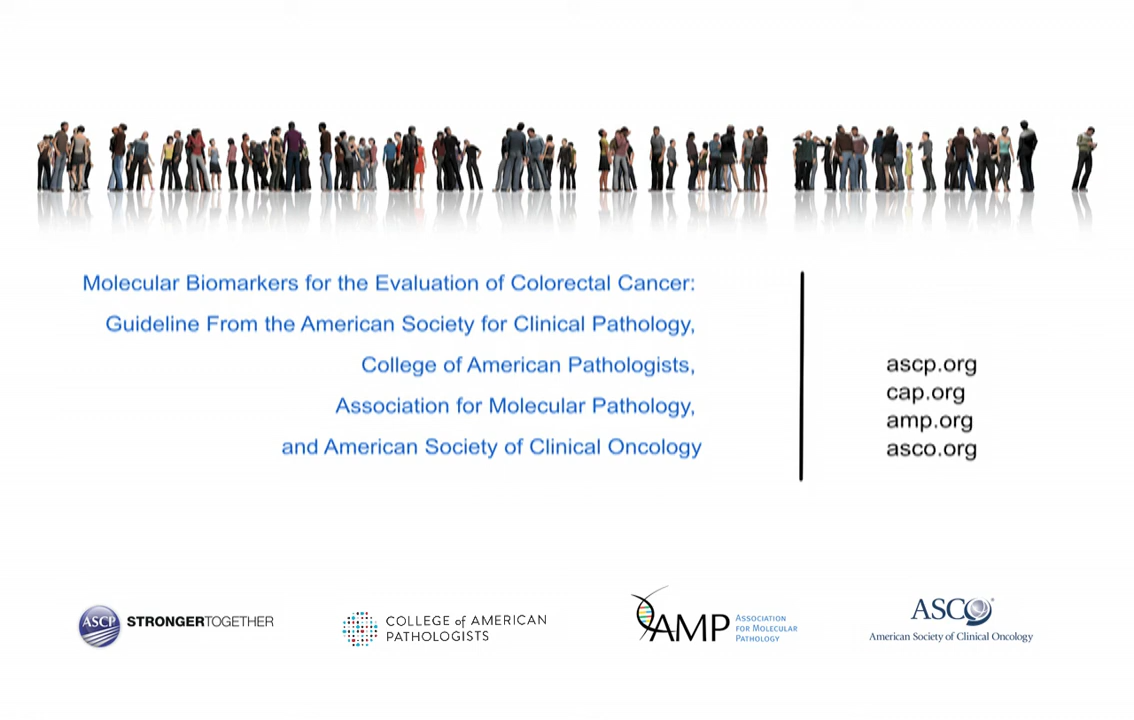 Molecular Biomarkers for the Evaluation of Colorectal Cancer:
Guideline From the American Society for Clinical Pathology,
College of American Pathologists,
Association for Molecular Pathology,
and American Society of Clinical Oncology
ascp.org
cap.org
amp.org
asco.org
ASCP STRONGERTOGETHER
COLLEGE of AMERICAN
PATHOLOGISTS
AMP
ASSOCIATION
FOR MOLECULAR
PATHOLOGY
ASCO®
American Society of Clinical Oncology